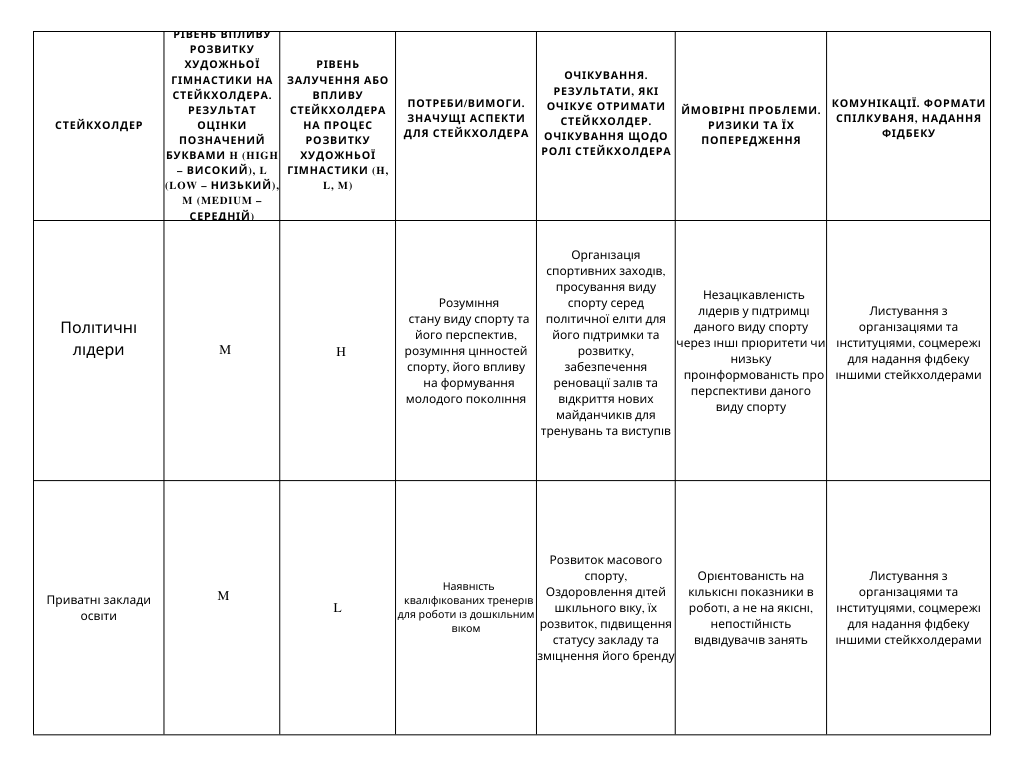 СТЕЙКХОЛДЕР
РІВЕНЬ ВПЛИВУ
РОЗВИТКУ
ХУДОЖНЬОЇ
ГІМНАСТИКИ НА
СТЕЙКХОЛДЕРА.
РЕЗУЛЬТАТ
ОЦІНКИ
ПОЗНАЧЕНИЙ
БУКВАМИ H (HIGH
– ВИСОКИЙ), L
(LOW – НИЗЬКИЙ),
M (MEDIUM –
СЕРЕДНІЙ)
РІВЕНЬ
ЗАЛУЧЕННЯ АБО
ВПЛИВУ
СТЕЙКХОЛДЕРА
НА ПРОЦЕС
РОЗВИТКУ
ХУДОЖНЬОЇ
ГІМНАСТИКИ (H,
L, M)
ПОТРЕБИ/ВИМОГИ.
ЗНАЧУЩІ АСПЕКТИ
ДЛЯ СТЕЙКХОЛДЕРА
ОЧІКУВАННЯ.
РЕЗУЛЬТАТИ, ЯКІ
ОЧІКУЄ ОТРИМАТИ
СТЕЙКХОЛДЕР.
ОЧІКУВАННЯ ЩОДО
РОЛІ СТЕЙКХОЛДЕРА
ЙМОВІРНІ ПРОБЛЕМИ.
РИЗИКИ ТА ЇХ
ПОПЕРЕДЖЕННЯ
КОМУНІКАЦІЇ. ФОРМАТИ
СПІЛКУВАНЯ, НАДАННЯ
ФІДБЕКУ
Політичні
лідери
M
H
Розуміння
стану виду спорту та
його перспектив,
розуміння цінностей
спорту, його впливу
на формування
молодого покоління
Організація
спортивних заходів,
просування виду
спорту серед
політичної еліти для
його підтримки та
розвитку,
забезпечення
реновації залів та
відкриття нових
майданчиків для
тренувань та виступів
Незацікавленість
лідерів у підтримці
даного виду спорту
через інші пріоритети чи
низьку
проінформованість про
перспективи даного
виду спорту
Листування з
організаціями та
інституціями, соцмережі
для надання фідбеку
іншими стейкхолдерами
Приватні заклади
освіти
M
L
Наявність
кваліфікованих тренерів
для роботи із дошкільним
віком
Розвиток масового
спорту,
Оздоровлення дітей
шкільного віку, їх
розвиток, підвищення
статусу закладу та
зміцнення його бренду
Орієнтованість на
кількісні показники в
роботі, а не на якісні,
непостійність
відвідувачів занять
Листування з
організаціями та
інституціями, соцмережі
для надання фідбеку
іншими стейкхолдерами